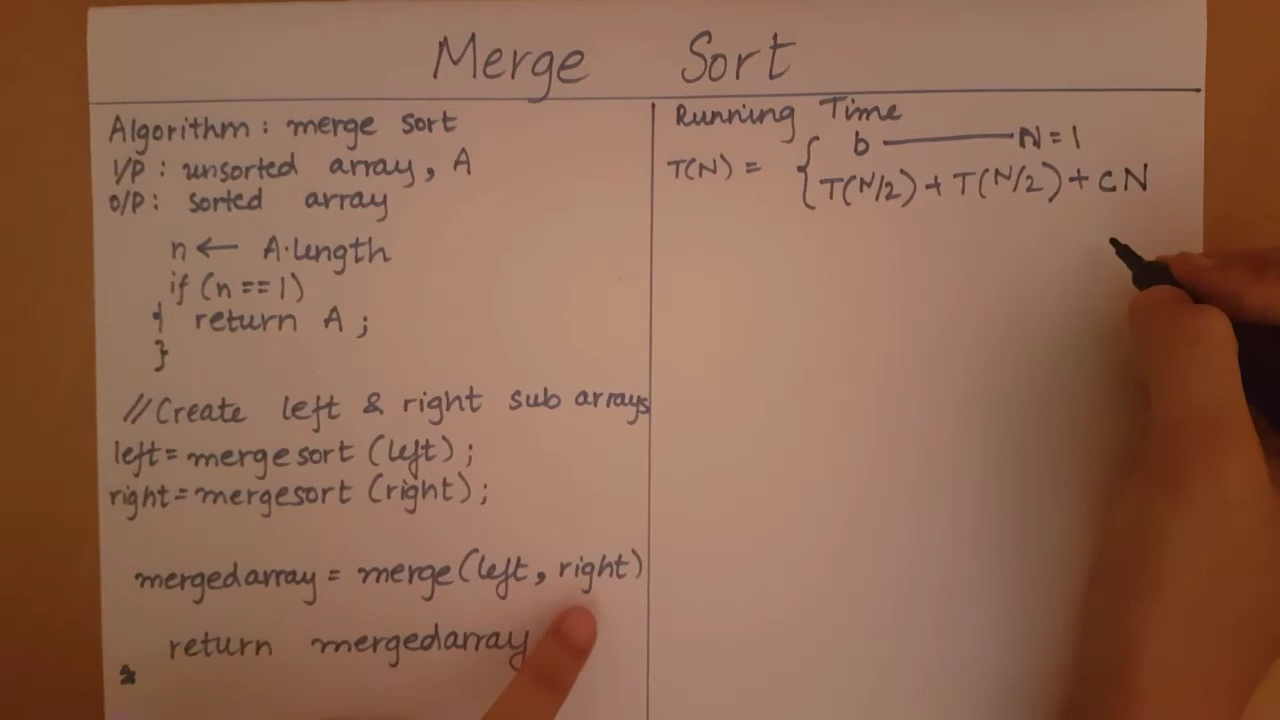 Merge Sort
Algorithm: merge sort
I/P: unsorted array, A
O/P: sorted array
n ← A.length
if (n == 1)
{ return A;
}
//Create left & right sub arrays
left = mergesort (left);
right = mergesort (right);
mergedarray = merge(left, right)
return mergedarray
Running Time
b — N = 1
T(N) = {
T(N/2) + T(N/2) + cN